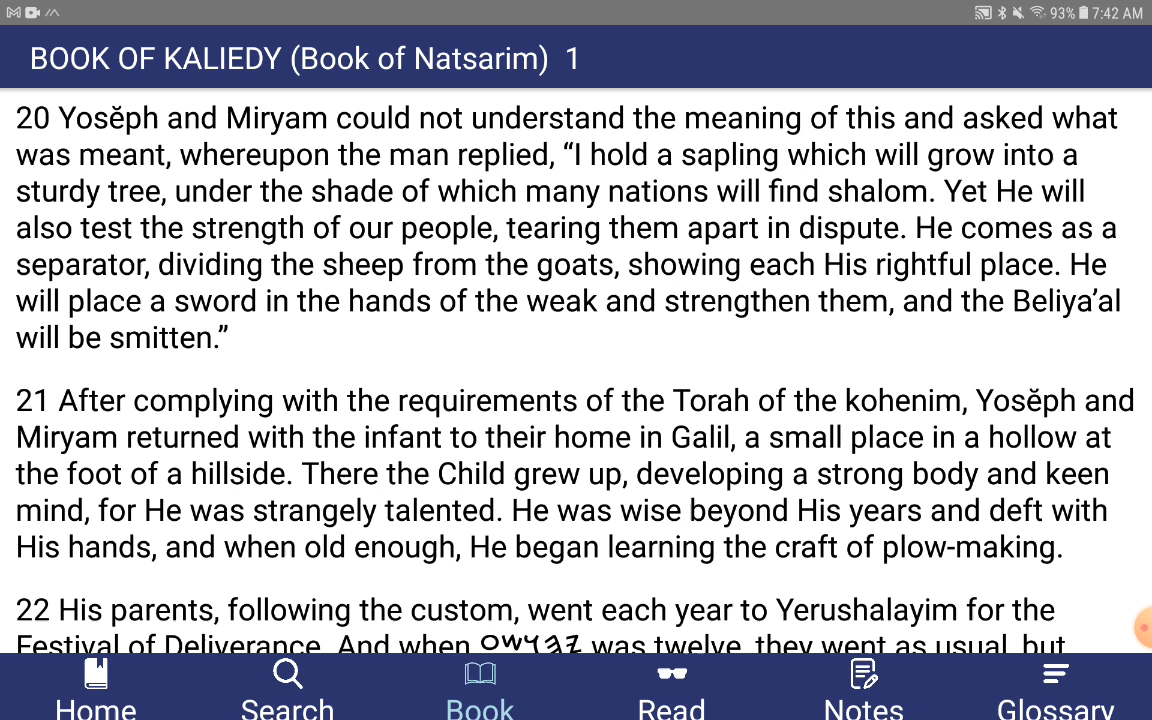 93% 7:42 AM
BOOK OF KALIEDY (Book of Natsarim) 1
20 Yosĕph and Miryam could not understand the meaning of this and asked what
was meant, whereupon the man replied, “I hold a sapling which will grow into a
sturdy tree, under the shade of which many nations will find shalom. Yet He will
also test the strength of our people, tearing them apart in dispute. He comes as a
separator, dividing the sheep from the goats, showing each His rightful place. He
will place a sword in the hands of the weak and strengthen them, and the Beliya’al
will be smitten.”
21 After complying with the requirements of the Torah of the kohenim, Yosĕph and
Miryam returned with the infant to their home in Galil, a small place in a hollow at
the foot of a hillside. There the Child grew up, developing a strong body and keen
mind, for He was strangely talented. He was wise beyond His years and deft with
His hands, and when old enough, He began learning the craft of plow-making.
22 His parents, following the custom, went each year to Yerushalayim for the
Festival of Deliverance. And when 𐤏𐤔𐤅𐤄𐤉 was twelve, they went as usual, but
Home Search Book Read Notes Glossary